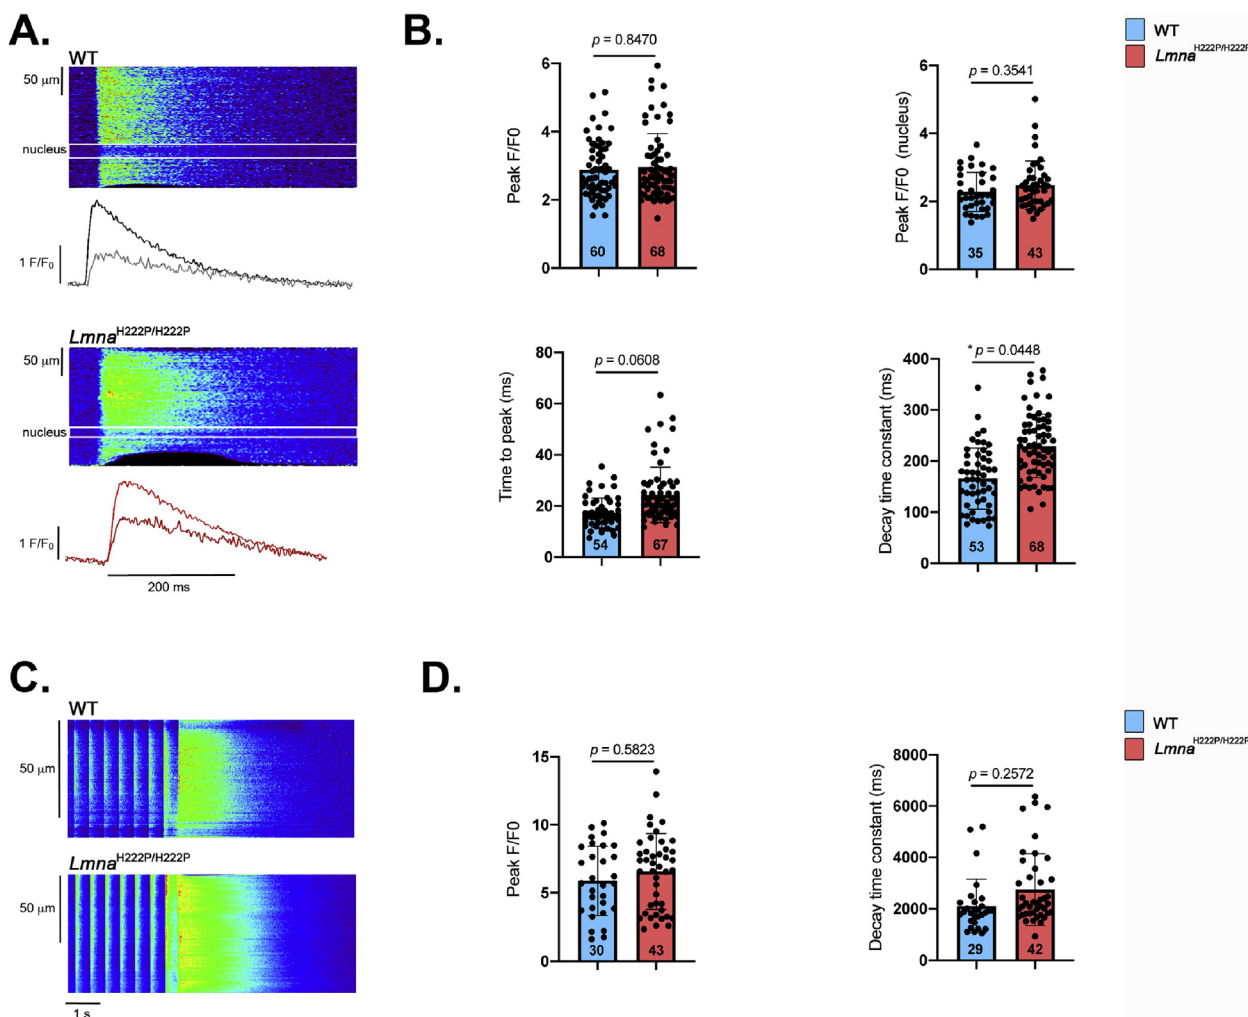 A.
WT
50 μm
nucleus
1 F/F0
Lmna H222P/H222P
50 μm
nucleus
1 F/F0
200 ms
B.
p = 0.8470
Peak F/F0
6
4
2
0
60
68
p = 0.3541
Peak F/F0 (nucleus)
6
4
2
0
35
43
WT
Lmna H222P/H222P
p = 0.0608
Time to peak (ms)
80
60
40
20
0
54
67
* p = 0.0448
Decay time constant (ms)
400
300
200
100
0
53
68
C.
WT
50 μm
Lmna H222P/H222P
50 μm
1 s
D.
p = 0.5823
Peak F/F0
15
10
5
0
30
43
p = 0.2572
Decay time constant (ms)
8000
6000
4000
2000
0
29
42
WT
Lmna H222P/H222P